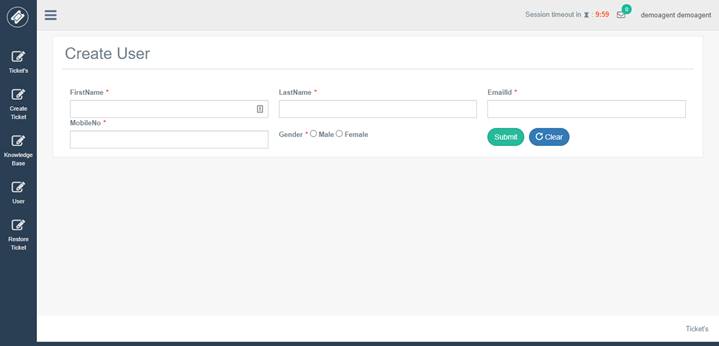 Session timeout in : 9:59 0 demoagent demoagent
Ticket's
Create
Ticket
Knowledge
Base
User
Restore
Ticket
Create User
FirstName * LastName * EmailId *
MobileNo *
Gender * Male Female Submit Clear
Ticket's